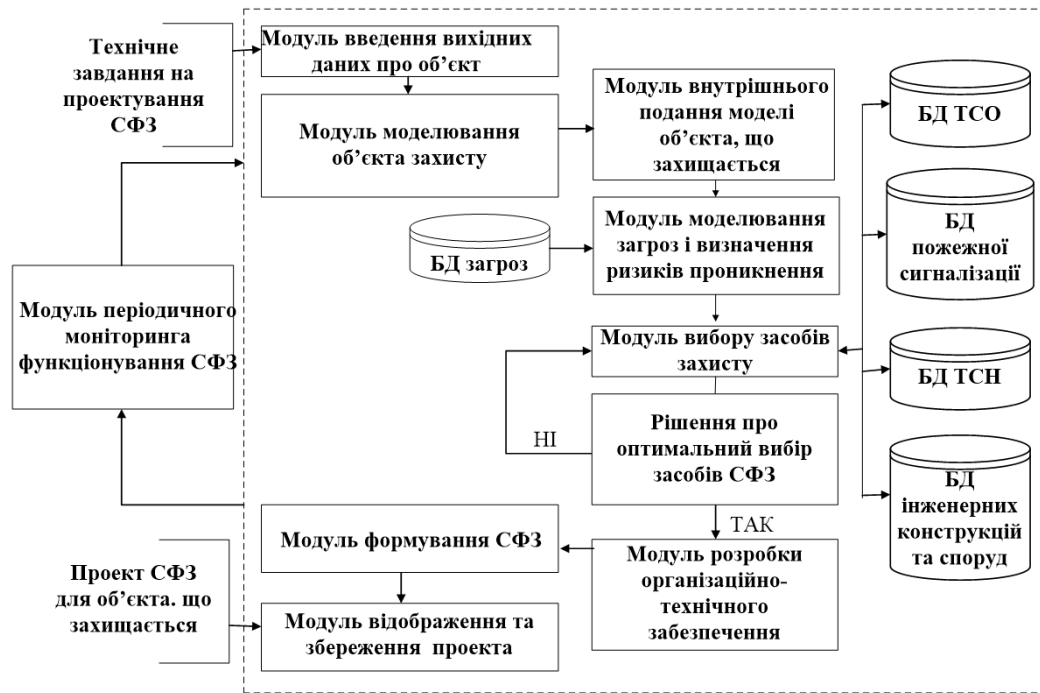 Технічне
завдання на
проектування
СФЗ
Модуль введення вихідних
даних про об’єкт
Модуль моделювання
об’єкта захисту
Модуль внутрішнього
подання моделі
об’єкта, що
захищається
БД ТСО
БД загроз
Модуль моделювання
загроз і визначення
ризиків проникнення
БД
пожежної
сигналізації
Модуль періодичного
моніторинга
функціонування СФЗ
Модуль вибору засобів
захисту
БД ТСН
НІ
Рішення про
оптимальний вибір
засобів СФЗ
БД
інженерних
конструкцій
та споруд
ТАК
Модуль формування СФЗ
Модуль розробки
організаційно-
технічного
забезпечення
Проект СФЗ
для об’єкта. що
захищається
Модуль відображення та
збереження проекта